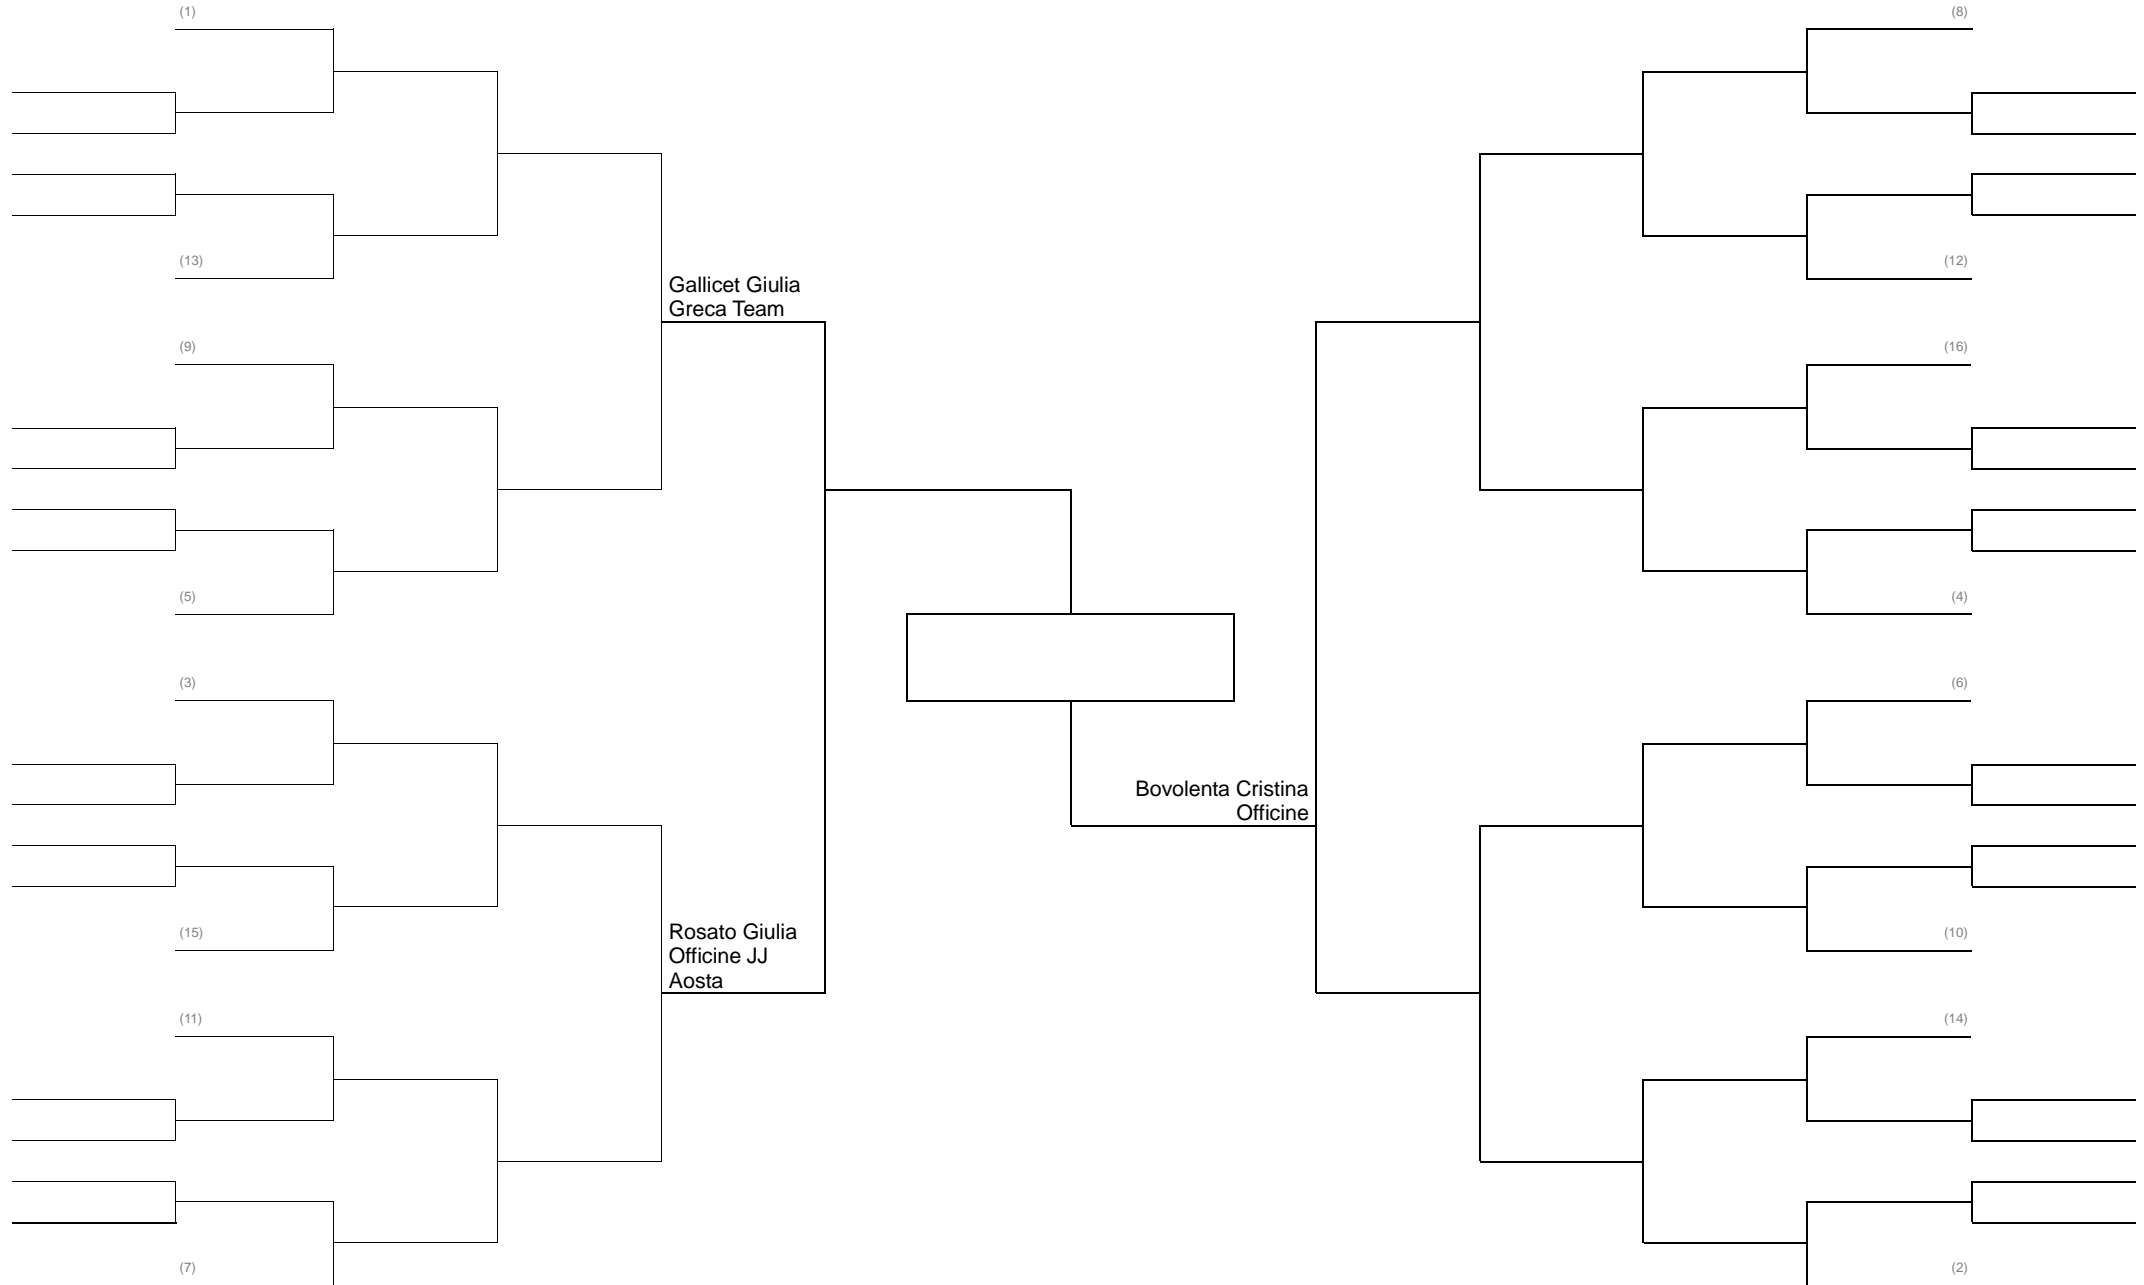 (1)
(8)
(13)
(12)
Gallicet Giulia
Greca Team
(9)
(16)
(5)
(4)
(3)
(6)
Bovolenta Cristina
Officine
(15)
(10)
Rosato Giulia
Officine JJ
Aosta
(11)
(14)
(7)
(2)